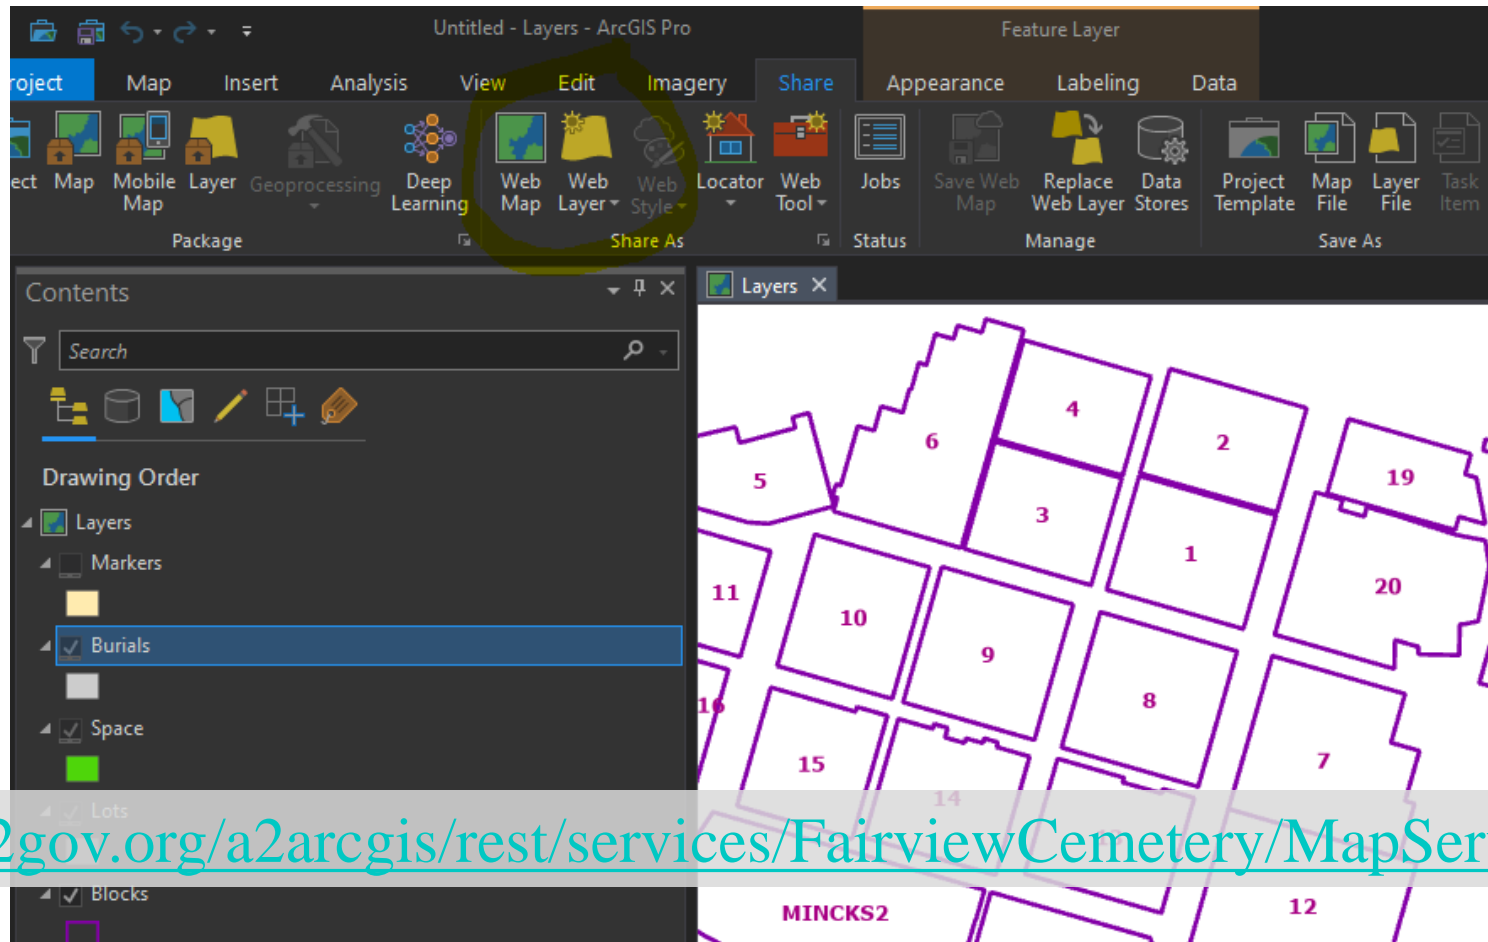 Untitled - Layers - ArcGIS Pro
Feature Layer
roject Map Insert Analysis View Edit Imagery Share Appearance Labeling Data
ect Map Mobile Map Layer Geoprocessing Deep Learning Web Map Web Layer Web Style Locator Web Tool Jobs Save Web Map Replace Web Layer Data Stores Project Template Map File Layer File Task Item
Package Share As Status Manage Save As
Contents
Layers
Search
Drawing Order
Layers
Markers
Burials
Space
Lots
Blocks
4
6
2
5
19
3
1
11
20
10
9
8
16
15
7
14
13
2gov.org/a2arcgis/rest/services/FairviewCemetery/MapSer
MINCKS2
12